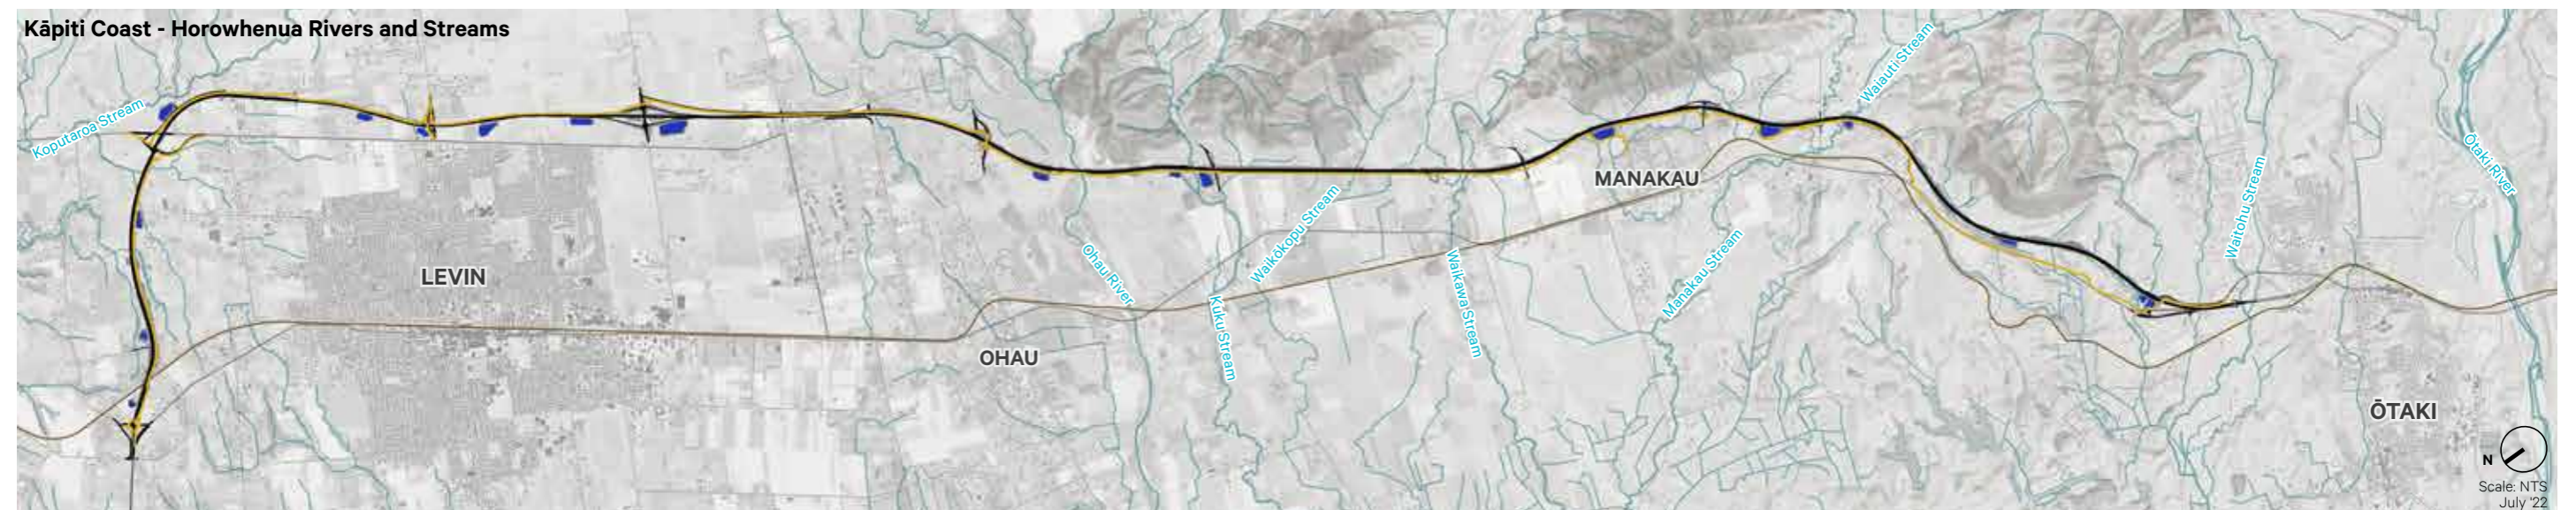 Kāpiti Coast - Horowhenua Rivers and Streams
Koputaroa Stream
LEVIN
OHAU
Ohau River
Kuku Stream
Waikōkopu Stream
Waikawa Stream
MANAKAU
Manakau Stream
Waiauti Stream
Waitohu Stream
Ōtaki River
ŌTAKI
N
Scale: NTS
July '22